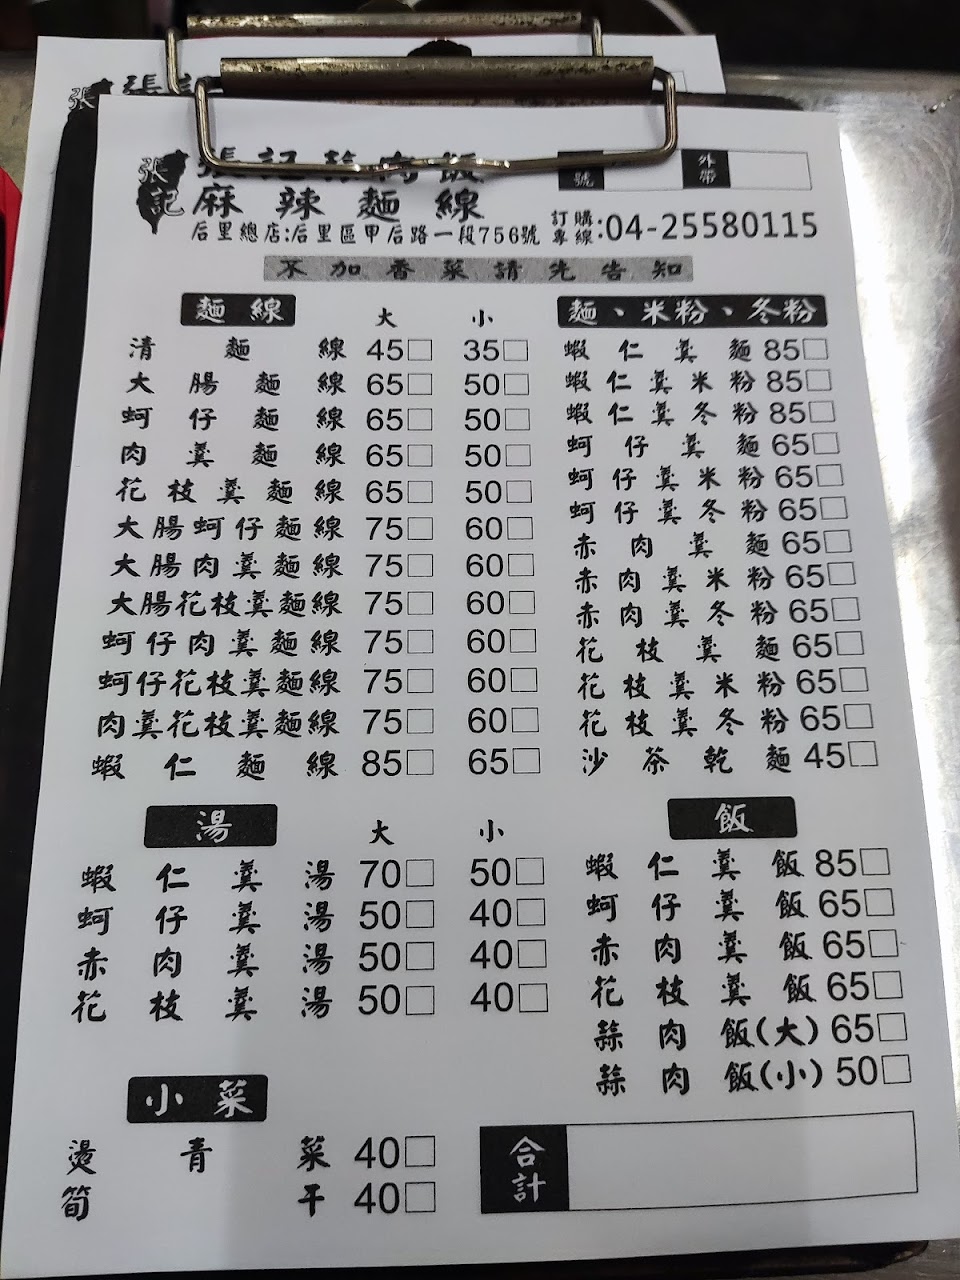 張記
張記蒜肉飯
麻辣麵線
號
外帶
后里總店:后里區甲后路一段756號
訂購專線:04-25580115
不加香菜請先告知
麵線 大 小
清麵線 45□ 35□
大腸麵線 65□ 50□
蚵仔麵線 65□ 50□
肉羹麵線 65□ 50□
花枝羹麵線 65□ 50□
大腸蚵仔麵線 75□ 60□
大腸肉羹麵線 75□ 60□
大腸花枝羹麵線 75□ 60□
蚵仔肉羹麵線 75□ 60□
蚵仔花枝羹麵線 75□ 60□
肉羹花枝羹麵線 75□ 60□
蝦仁麵線 85□ 65□
麵、米粉、冬粉
蝦仁羹麵 85□
蝦仁羹米粉 85□
蝦仁羹冬粉 85□
蚵仔羹麵 65□
蚵仔羹米粉 65□
蚵仔羹冬粉 65□
赤肉羹麵 65□
赤肉羹米粉 65□
赤肉羹冬粉 65□
花枝羹麵 65□
花枝羹米粉 65□
花枝羹冬粉 65□
沙茶乾麵 45□
湯 大 小
蝦仁羹湯 70□ 50□
蚵仔羹湯 50□ 40□
赤肉羹湯 50□ 40□
花枝羹湯 50□ 40□
飯
蝦仁羹飯 85□
蚵仔羹飯 65□
赤肉羹飯 65□
花枝羹飯 65□
蒜肉飯(大) 65□
蒜肉飯(小) 50□
小菜
燙青菜 40□
筍干 40□
合計